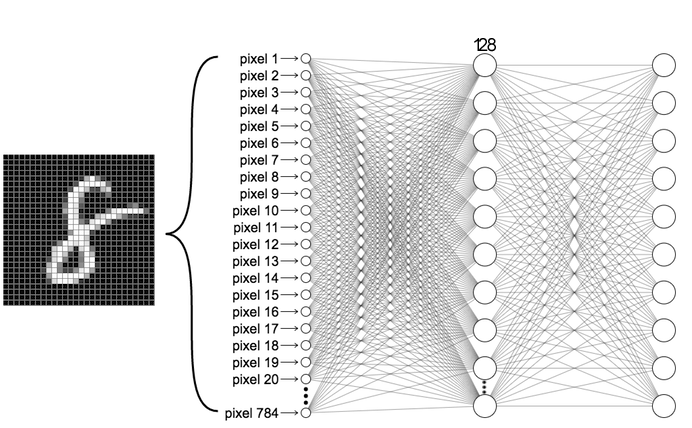 128
pixel 1
pixel 2
pixel 3
pixel 4
pixel 5
pixel 6
pixel 7
pixel 8
pixel 9
pixel 10
pixel 11
pixel 12
pixel 13
pixel 14
pixel 15
pixel 16
pixel 17
pixel 18
pixel 19
pixel 20
pixel 784
8